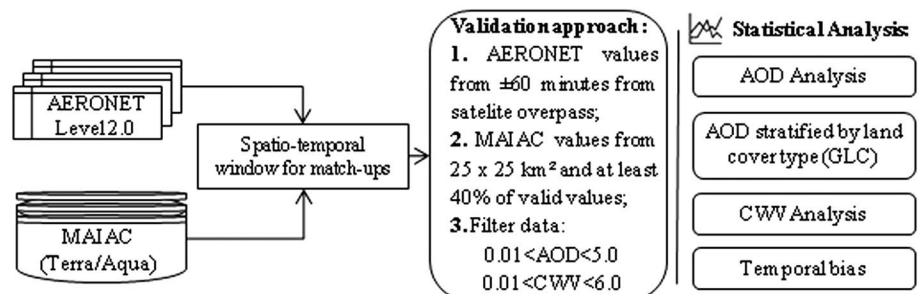 AERONET
Level2.0
MAIAC
(Terra/Aqua)
Spatio-temporal
window for match-ups
Validation approach:
1. AERONET values
from ±60 minutes from
satelite overpass;
2. MAIAC values from
25 x 25 km² and at least
40% of valid values;
3.Filter data:
0.01<AOD<5.0
0.01<CWV<6.0
Statistical Analysis:
AOD Analysis
AOD stratified by land
cover type (GLC)
CWV Analysis
Temporal bias